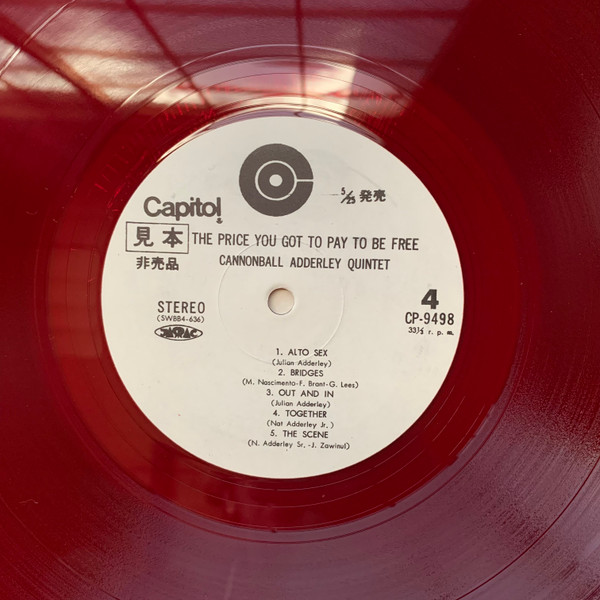 5/25 発売
Capitol®
見本 THE PRICE YOU GOT TO PAY TO BE FREE
非売品 CANNONBALL ADDERLEY QUINTET
STEREO 4
(SWBB4-636) CP-9498
JASRAC 33⅓ r. p. m.
1. ALTO SEX
(Julian Adderley)
2. BRIDGES
(M. Nascimento-F. Brant-G. Lees)
3. OUT AND IN
(Julian Adderley)
4. TOGETHER
(Nat Adderley Jr.)
5. THE SCENE
(N. Adderley Sr, -J. Zawinul)